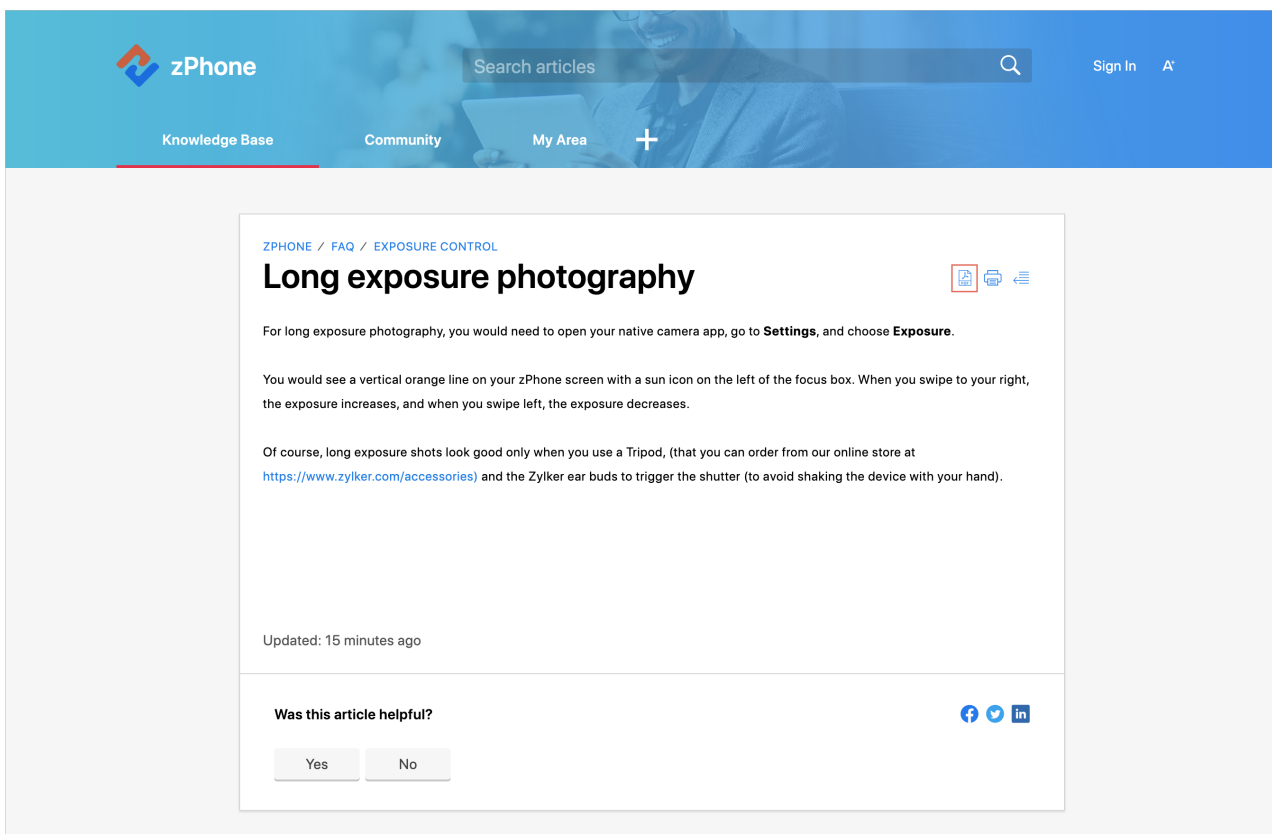 zPhone
Search articles
Sign In
A+
Knowledge Base
Community
My Area
ZPHONE / FAQ / EXPOSURE CONTROL
Long exposure photography
For long exposure photography, you would need to open your native camera app, go to Settings, and choose Exposure.
You would see a vertical orange line on your zPhone screen with a sun icon on the left of the focus box. When you swipe to your right,
the exposure increases, and when you swipe left, the exposure decreases.
Of course, long exposure shots look good only when you use a Tripod, (that you can order from our online store at
https://www.zylker.com/accessories) and the Zylker ear buds to trigger the shutter (to avoid shaking the device with your hand).
Updated: 15 minutes ago
Was this article helpful?
in
Yes
No